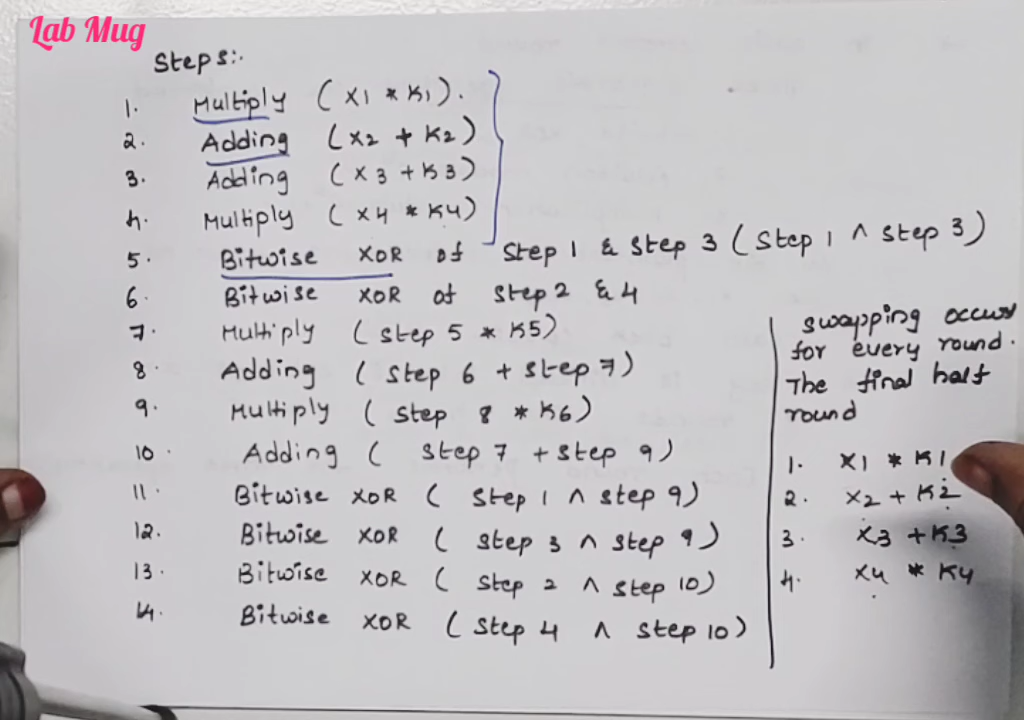 Lab Mug
Steps:.
1. Multiply (X1 * K1).
2. Adding (X2 + K2)
3. Adding (X3 + K3)
4. Multiply (X4 * K4)
5. Bitwise XOR of Step 1 & Step 3 (Step 1 ∧ Step 3)
6. Bitwise XOR of Step 2 & 4
7. Multiply (Step 5 * K5)
8. Adding (Step 6 + Step 7)
9. Multiply (Step 8 * K6)
10. Adding (Step 7 + Step 9)
11. Bitwise XOR (Step 1 ∧ Step 9)
12. Bitwise XOR (Step 3 ∧ Step 9)
13. Bitwise XOR (Step 2 ∧ Step 10)
14. Bitwise XOR (Step 4 ∧ Step 10)
swapping occur
for every round.
The final half
round
1. X1 * K1
2. X2 + K2
3. X3 + K3
4. X4 * K4